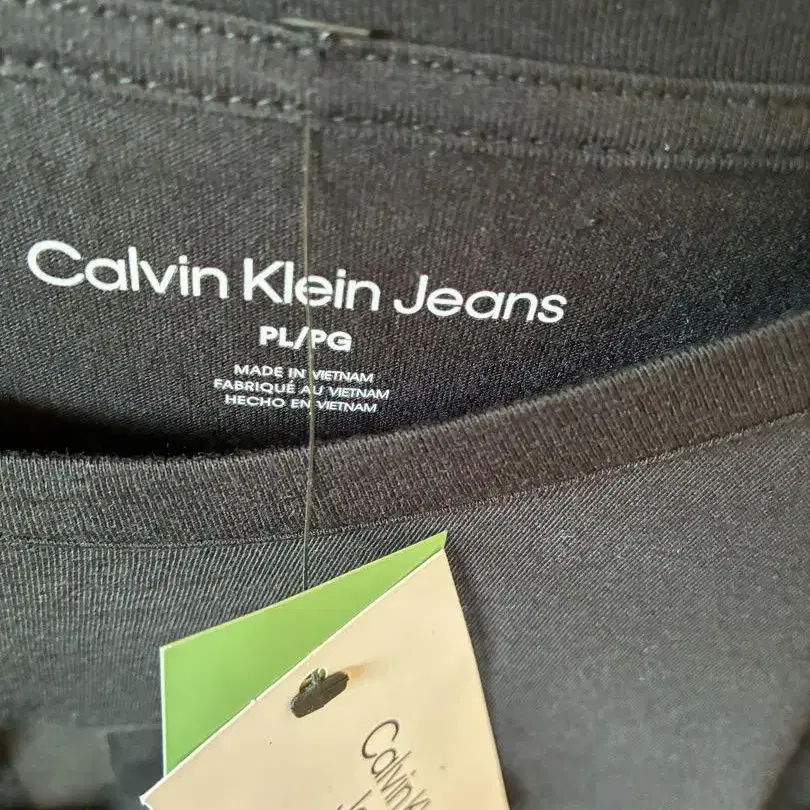 Calvin Klein Jeans
PL/PG
MADE IN VIETNAM
FABRIQUÉ AU VIETNAM
HECHO EN VIETNAM
Calvin